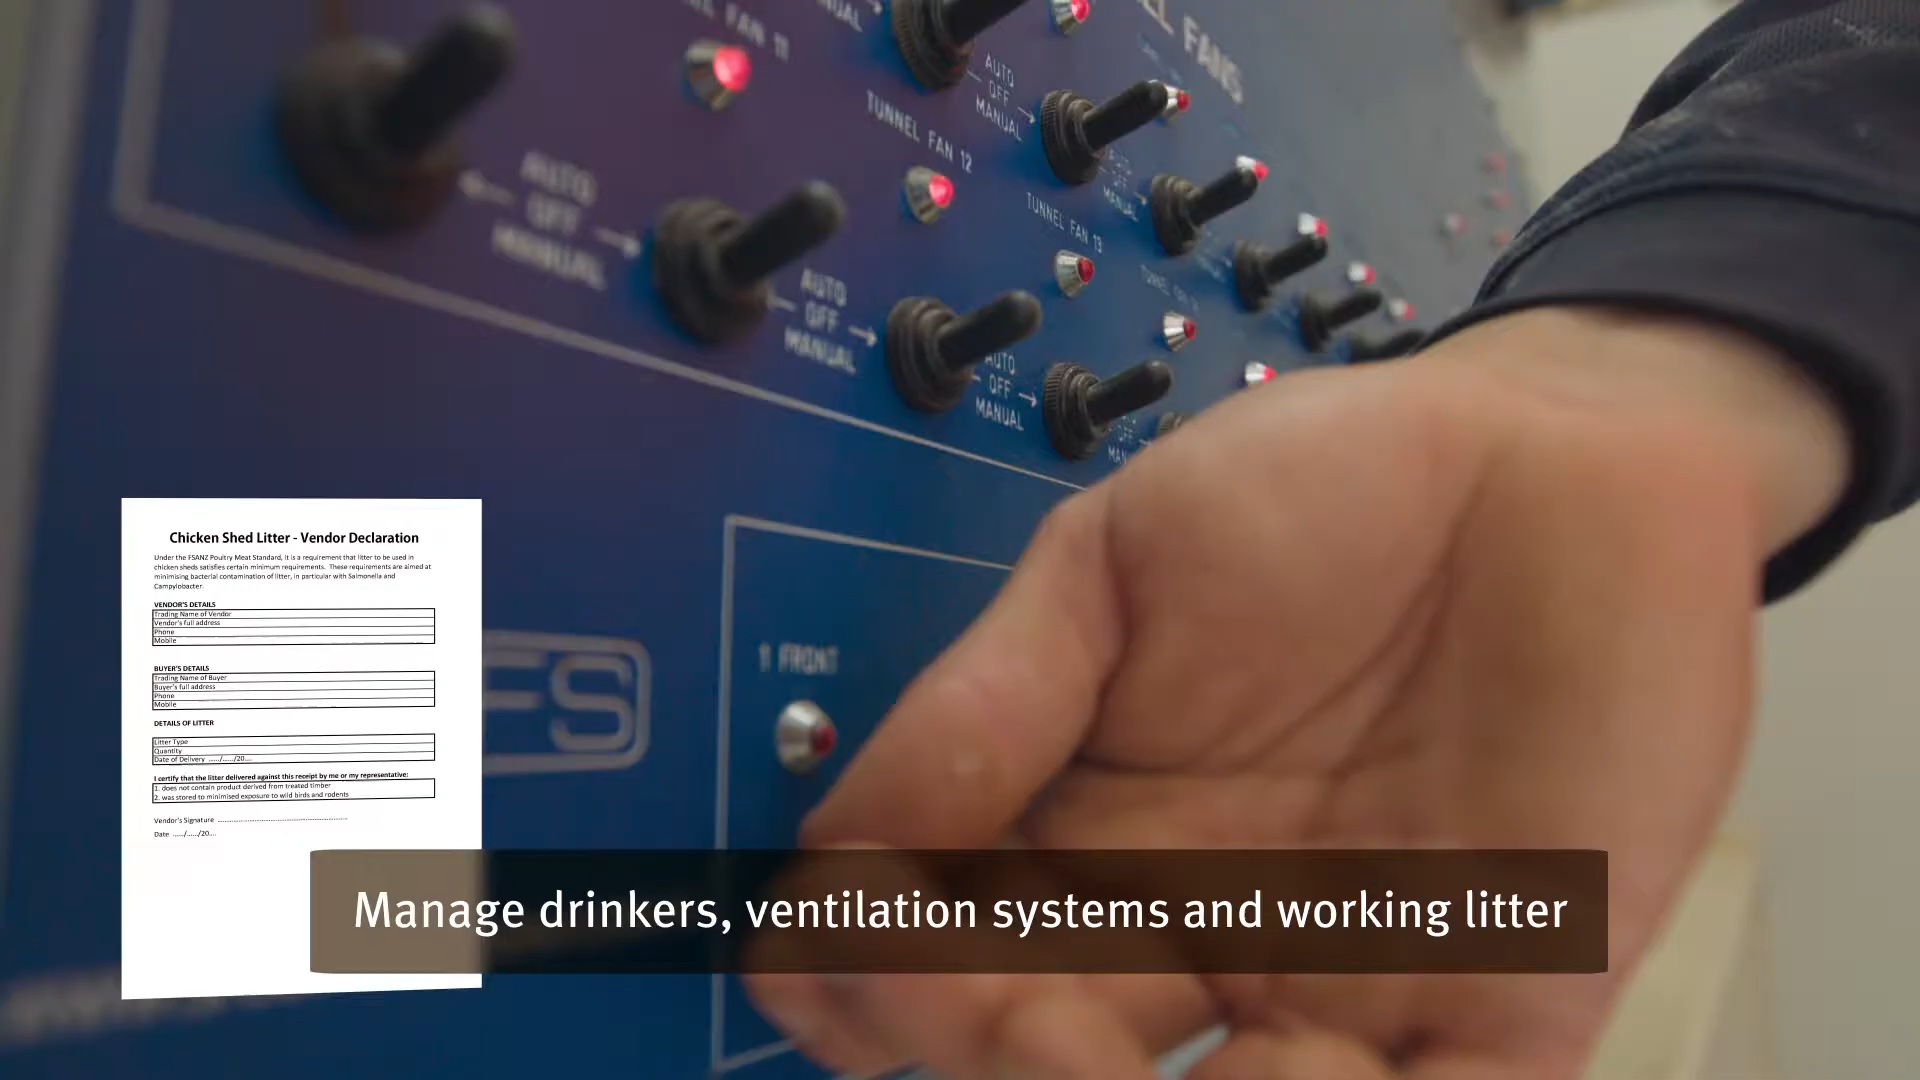 FAN 11
MANUAL
FANS
AUTO
OFF
MANUAL
TUNNEL FAN 12
AUTO
OFF
MANUAL
TUNNEL FAN 13
MANUAL
AUTO
OFF
MANUAL
AUTO
OFF
MANUAL
OFF
1 FRONT
FS
Chicken Shed Litter - Vendor Declaration
Under the FSANZ Poultry Meat Standard, it is a requirement that litter to be used in
chicken sheds satisfies certain minimum requirements. These requirements are aimed at
minimising bacterial contamination of litter, in particular with Salmonella and
Campylobacter.
VENDOR'S DETAILS
Trading Name of Vendor
Vendor's full address
Phone
Mobile
BUYER'S DETAILS
Trading Name of Buyer
Buyer's full address
Phone
Mobile
DETAILS OF LITTER
Litter Type
Quantity
Date of Delivery ....../....../20....
I certify that the litter delivered against this receipt by me or my representative:
1. does not contain product derived from treated timber
2. was stored to minimised exposure to wild birds and rodents
Vendor's Signature ............................................................
Date ....../....../20....
Manage drinkers, ventilation systems and working litter